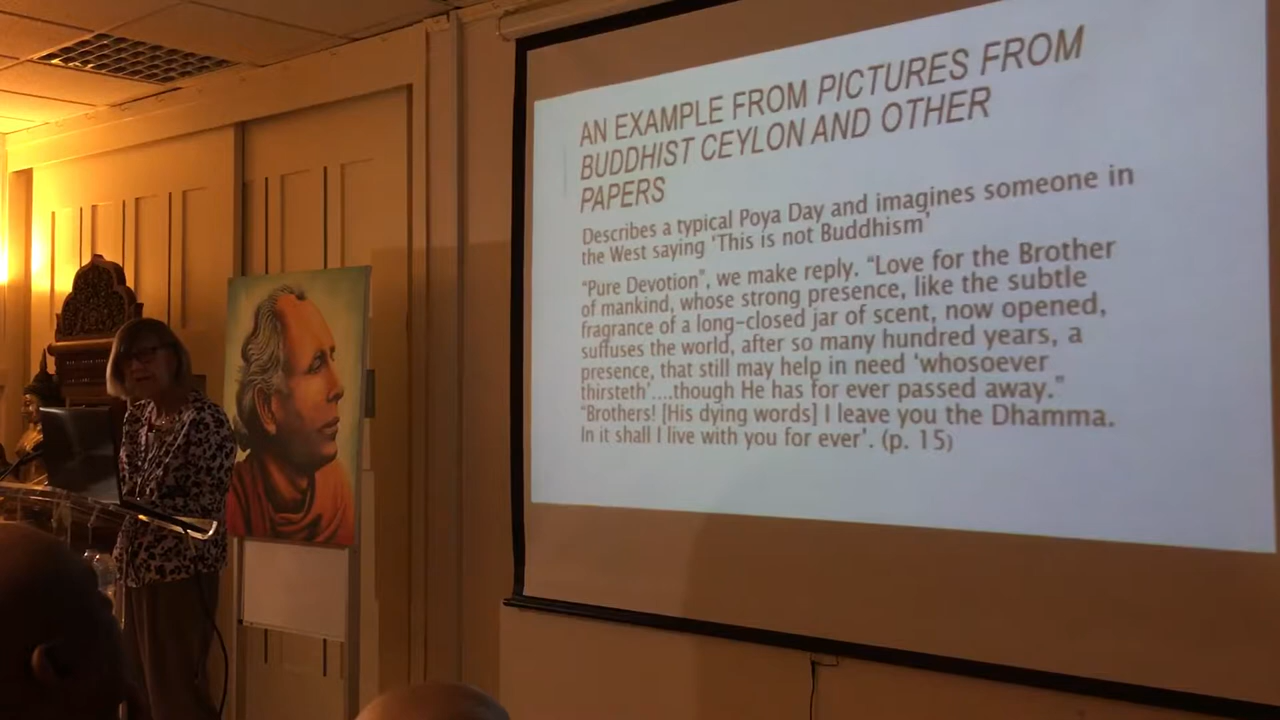 AN EXAMPLE FROM PICTURES FROM
BUDDHIST CEYLON AND OTHER
PAPERS
Describes a typical Poya Day and imagines someone in
the West saying 'This is not Buddhism'
“Pure Devotion”, we make reply. “Love for the Brother
of mankind, whose strong presence, like the subtle
fragrance of a long-closed jar of scent, now opened,
suffuses the world, after so many hundred years, a
presence, that still may help in need ‘whosoever
thirsteth’....though He has for ever passed away.”
“Brothers! [His dying words] I leave you the Dhamma.
In it shall I live with you for ever’. (p. 15)